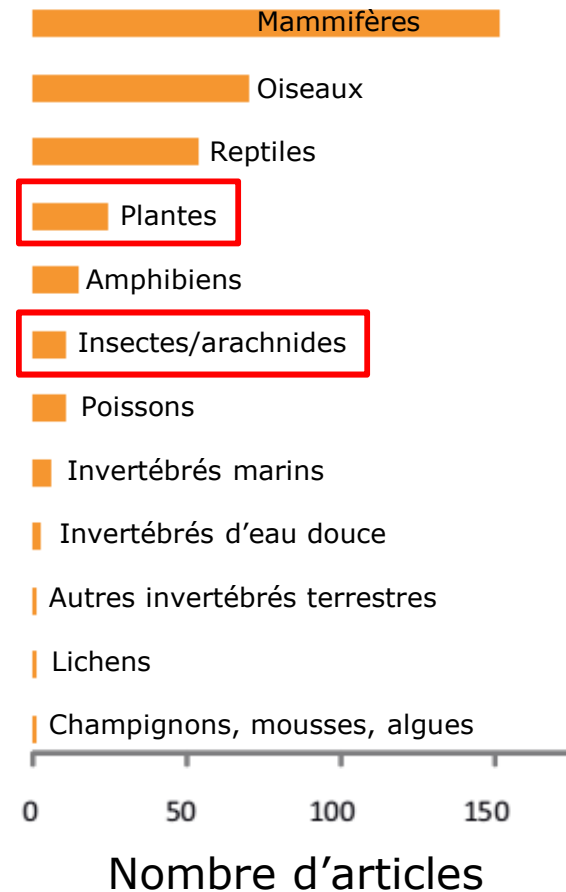 Mammifères
Oiseaux
Reptiles
Plantes
Amphibiens
Insectes/arachnides
Poissons
Invertébrés marins
Invertébrés d’eau douce
Autres invertébrés terrestres
Lichens
Champignons, mousses, algues
0 50 100 150
Nombre d’articles